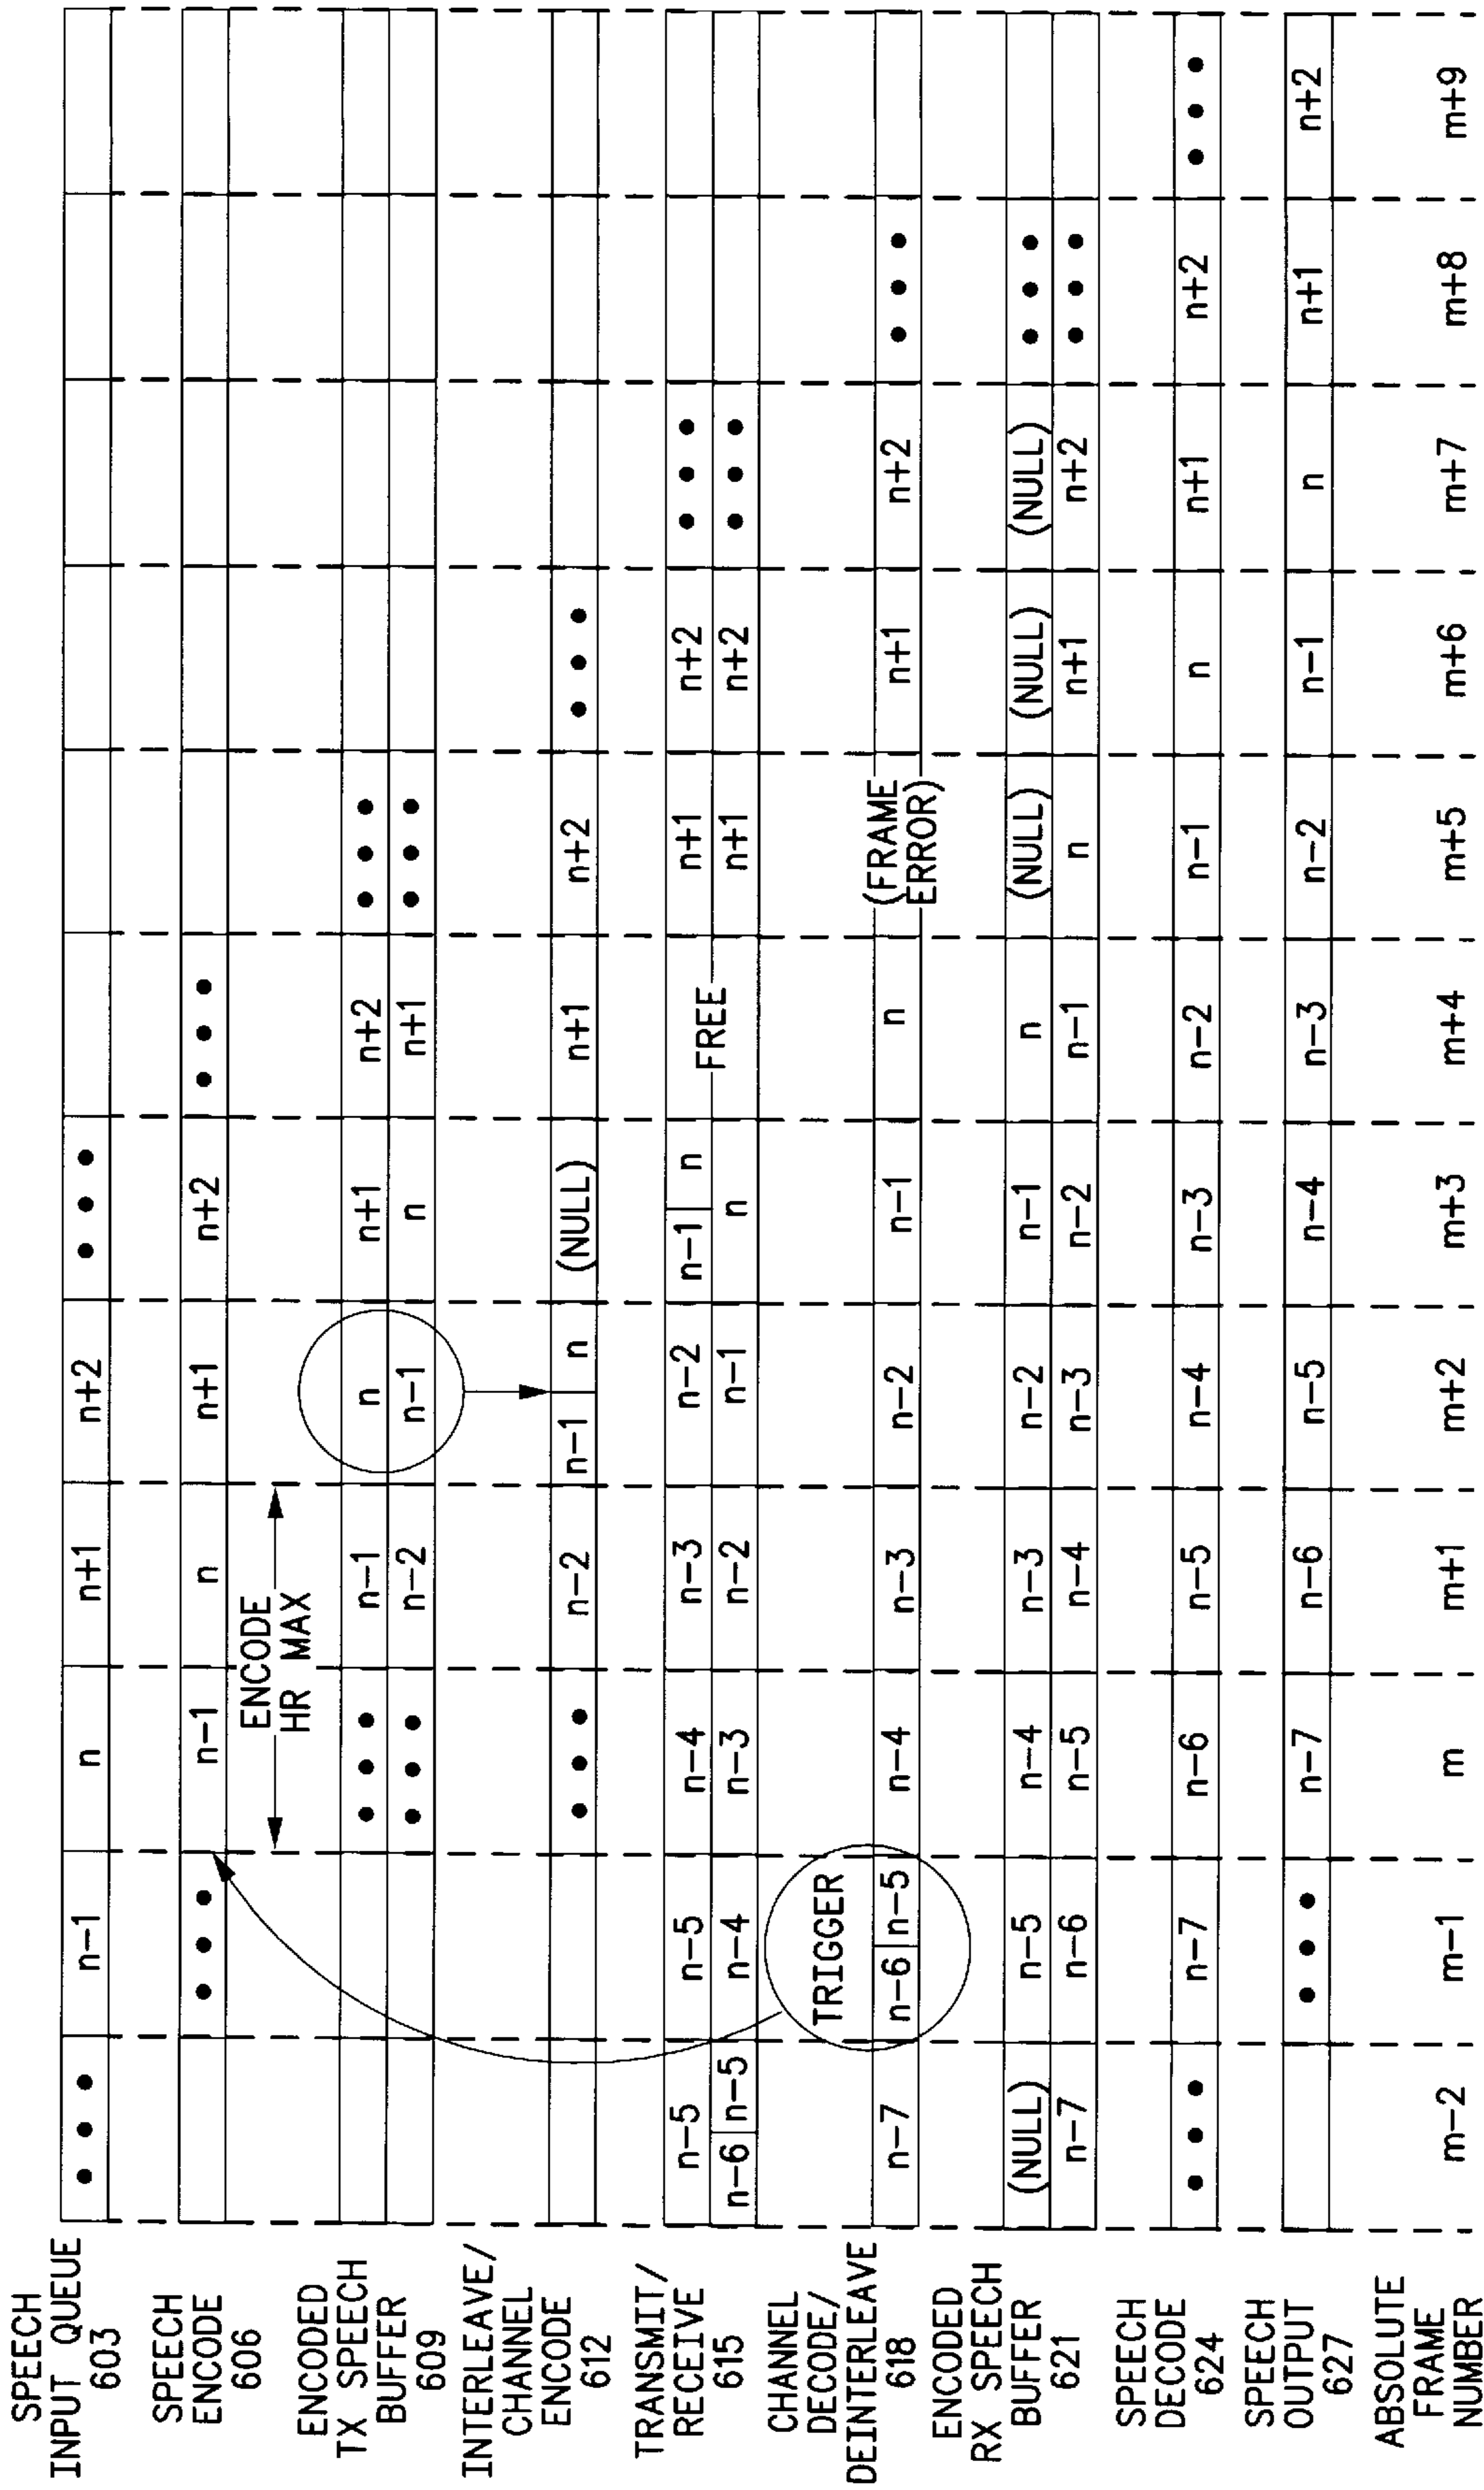 SPEECH
INPUT QUEUE
603
• • • n−1 n n+1 n+2 • • •
SPEECH
ENCODE
606
• • • n−1 n n+1 n+2 • • •
ENCODE
HR MAX
ENCODED
TX SPEECH
BUFFER
609
• • • n−1 n n+1 n+2 • • •
• • • n−2 n−1 n n+1 • • •
INTERLEAVE/
CHANNEL
ENCODE
612
• • • n−2 n−1 n (NULL) n+1 n+2 • • •
TRANSMIT/
RECEIVE
615
n−5 n−5 n−4 n−3 n−2 n−1 n FREE n+1 n+2 • • •
n−6 n−5 n−4 n−3 n−2 n−1 n n+1 n+2 • • •
CHANNEL
DECODE/
DEINTERLEAVE
618
TRIGGER
n−7 n−6 n−5 n−4 n−3 n−2 n−1 n (FRAME
ERROR) n+1 n+2 • • •
ENCODED
RX SPEECH
BUFFER
621
(NULL) n−5 n−4 n−3 n−2 n−1 n (NULL) (NULL) (NULL) • • •
n−7 n−6 n−5 n−4 n−3 n−2 n−1 n n+1 n+2 • • •
SPEECH
DECODE
624
• • • n−7 n−6 n−5 n−4 n−3 n−2 n−1 n n+1 n+2 • • •
SPEECH
OUTPUT
627
• • • n−7 n−6 n−5 n−4 n−3 n−2 n−1 n n+1 n+2
ABSOLUTE
FRAME
NUMBER
m−2 m−1 m m+1 m+2 m+3 m+4 m+5 m+6 m+7 m+8 m+9